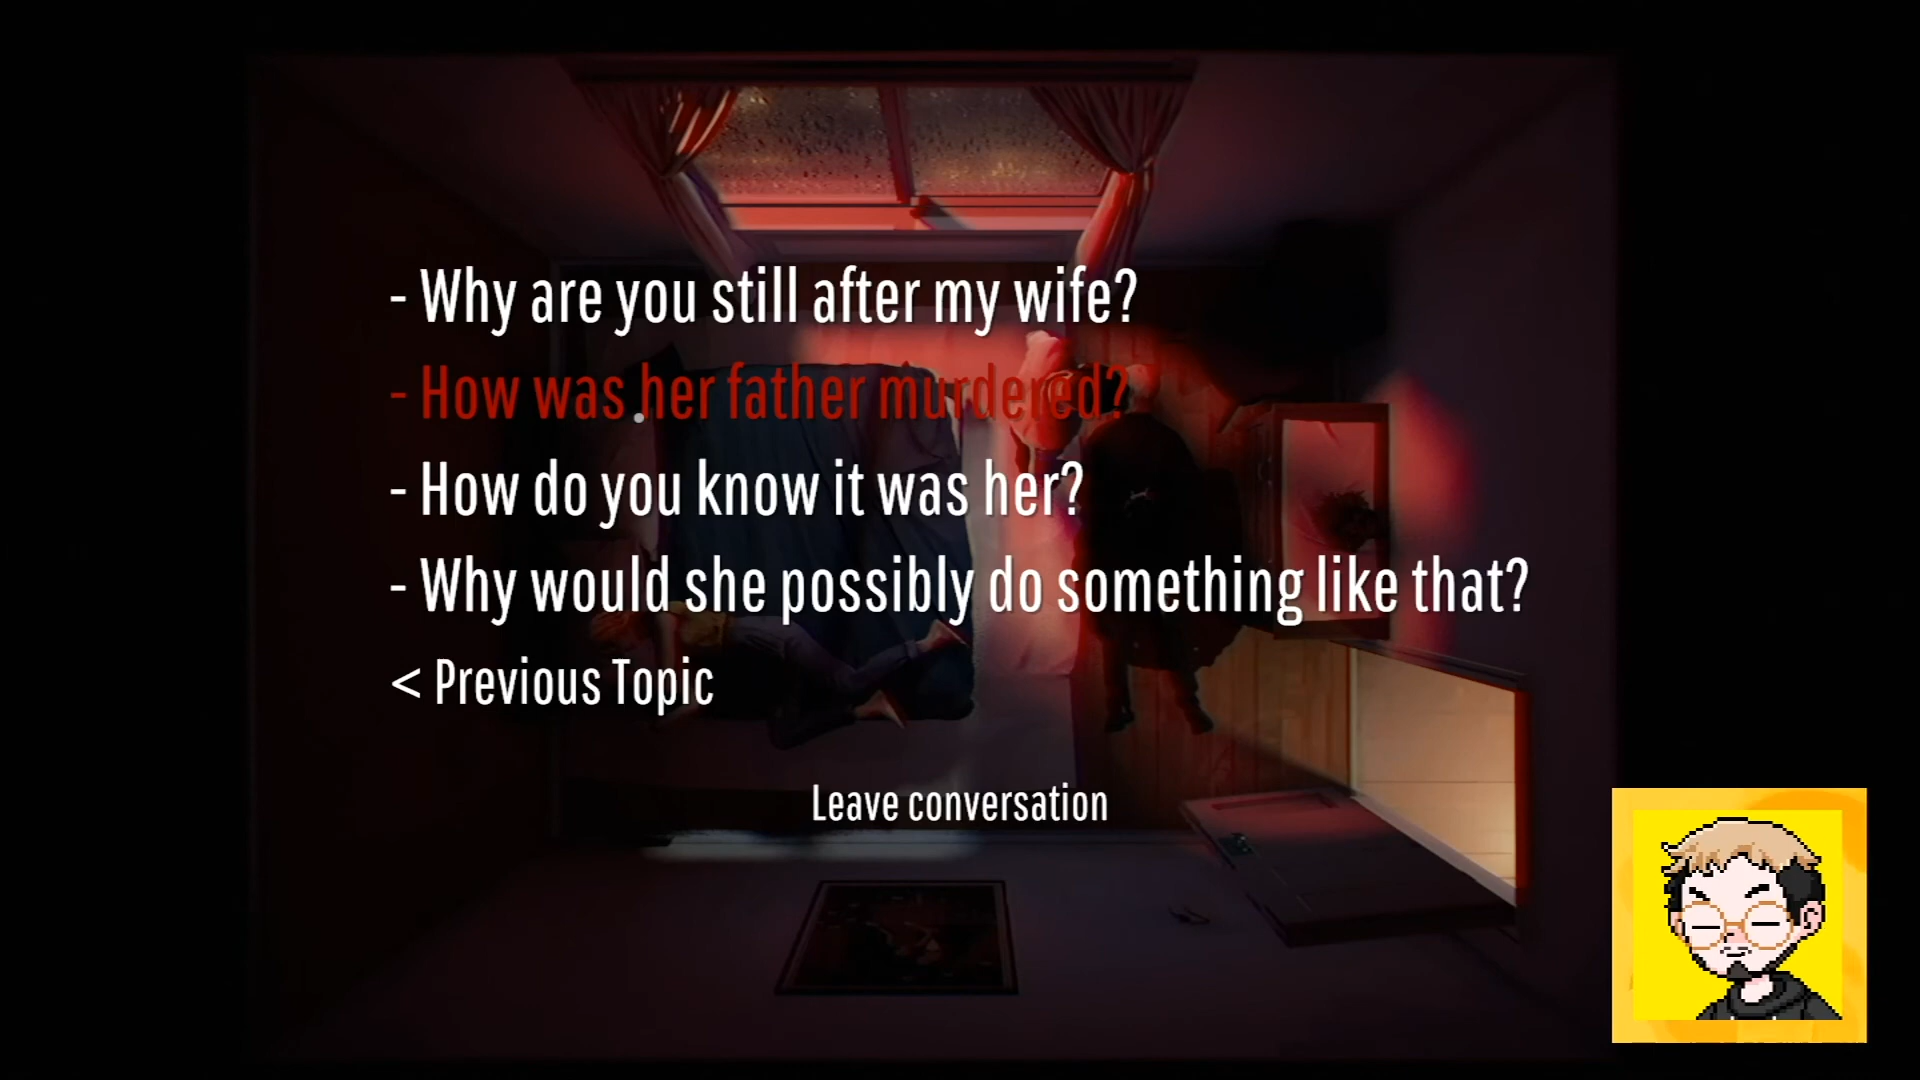 - Why are you still after my wife?
- How was her father murdered?
- How do you know it was her?
- Why would she possibly do something like that?
< Previous Topic
Leave conversation